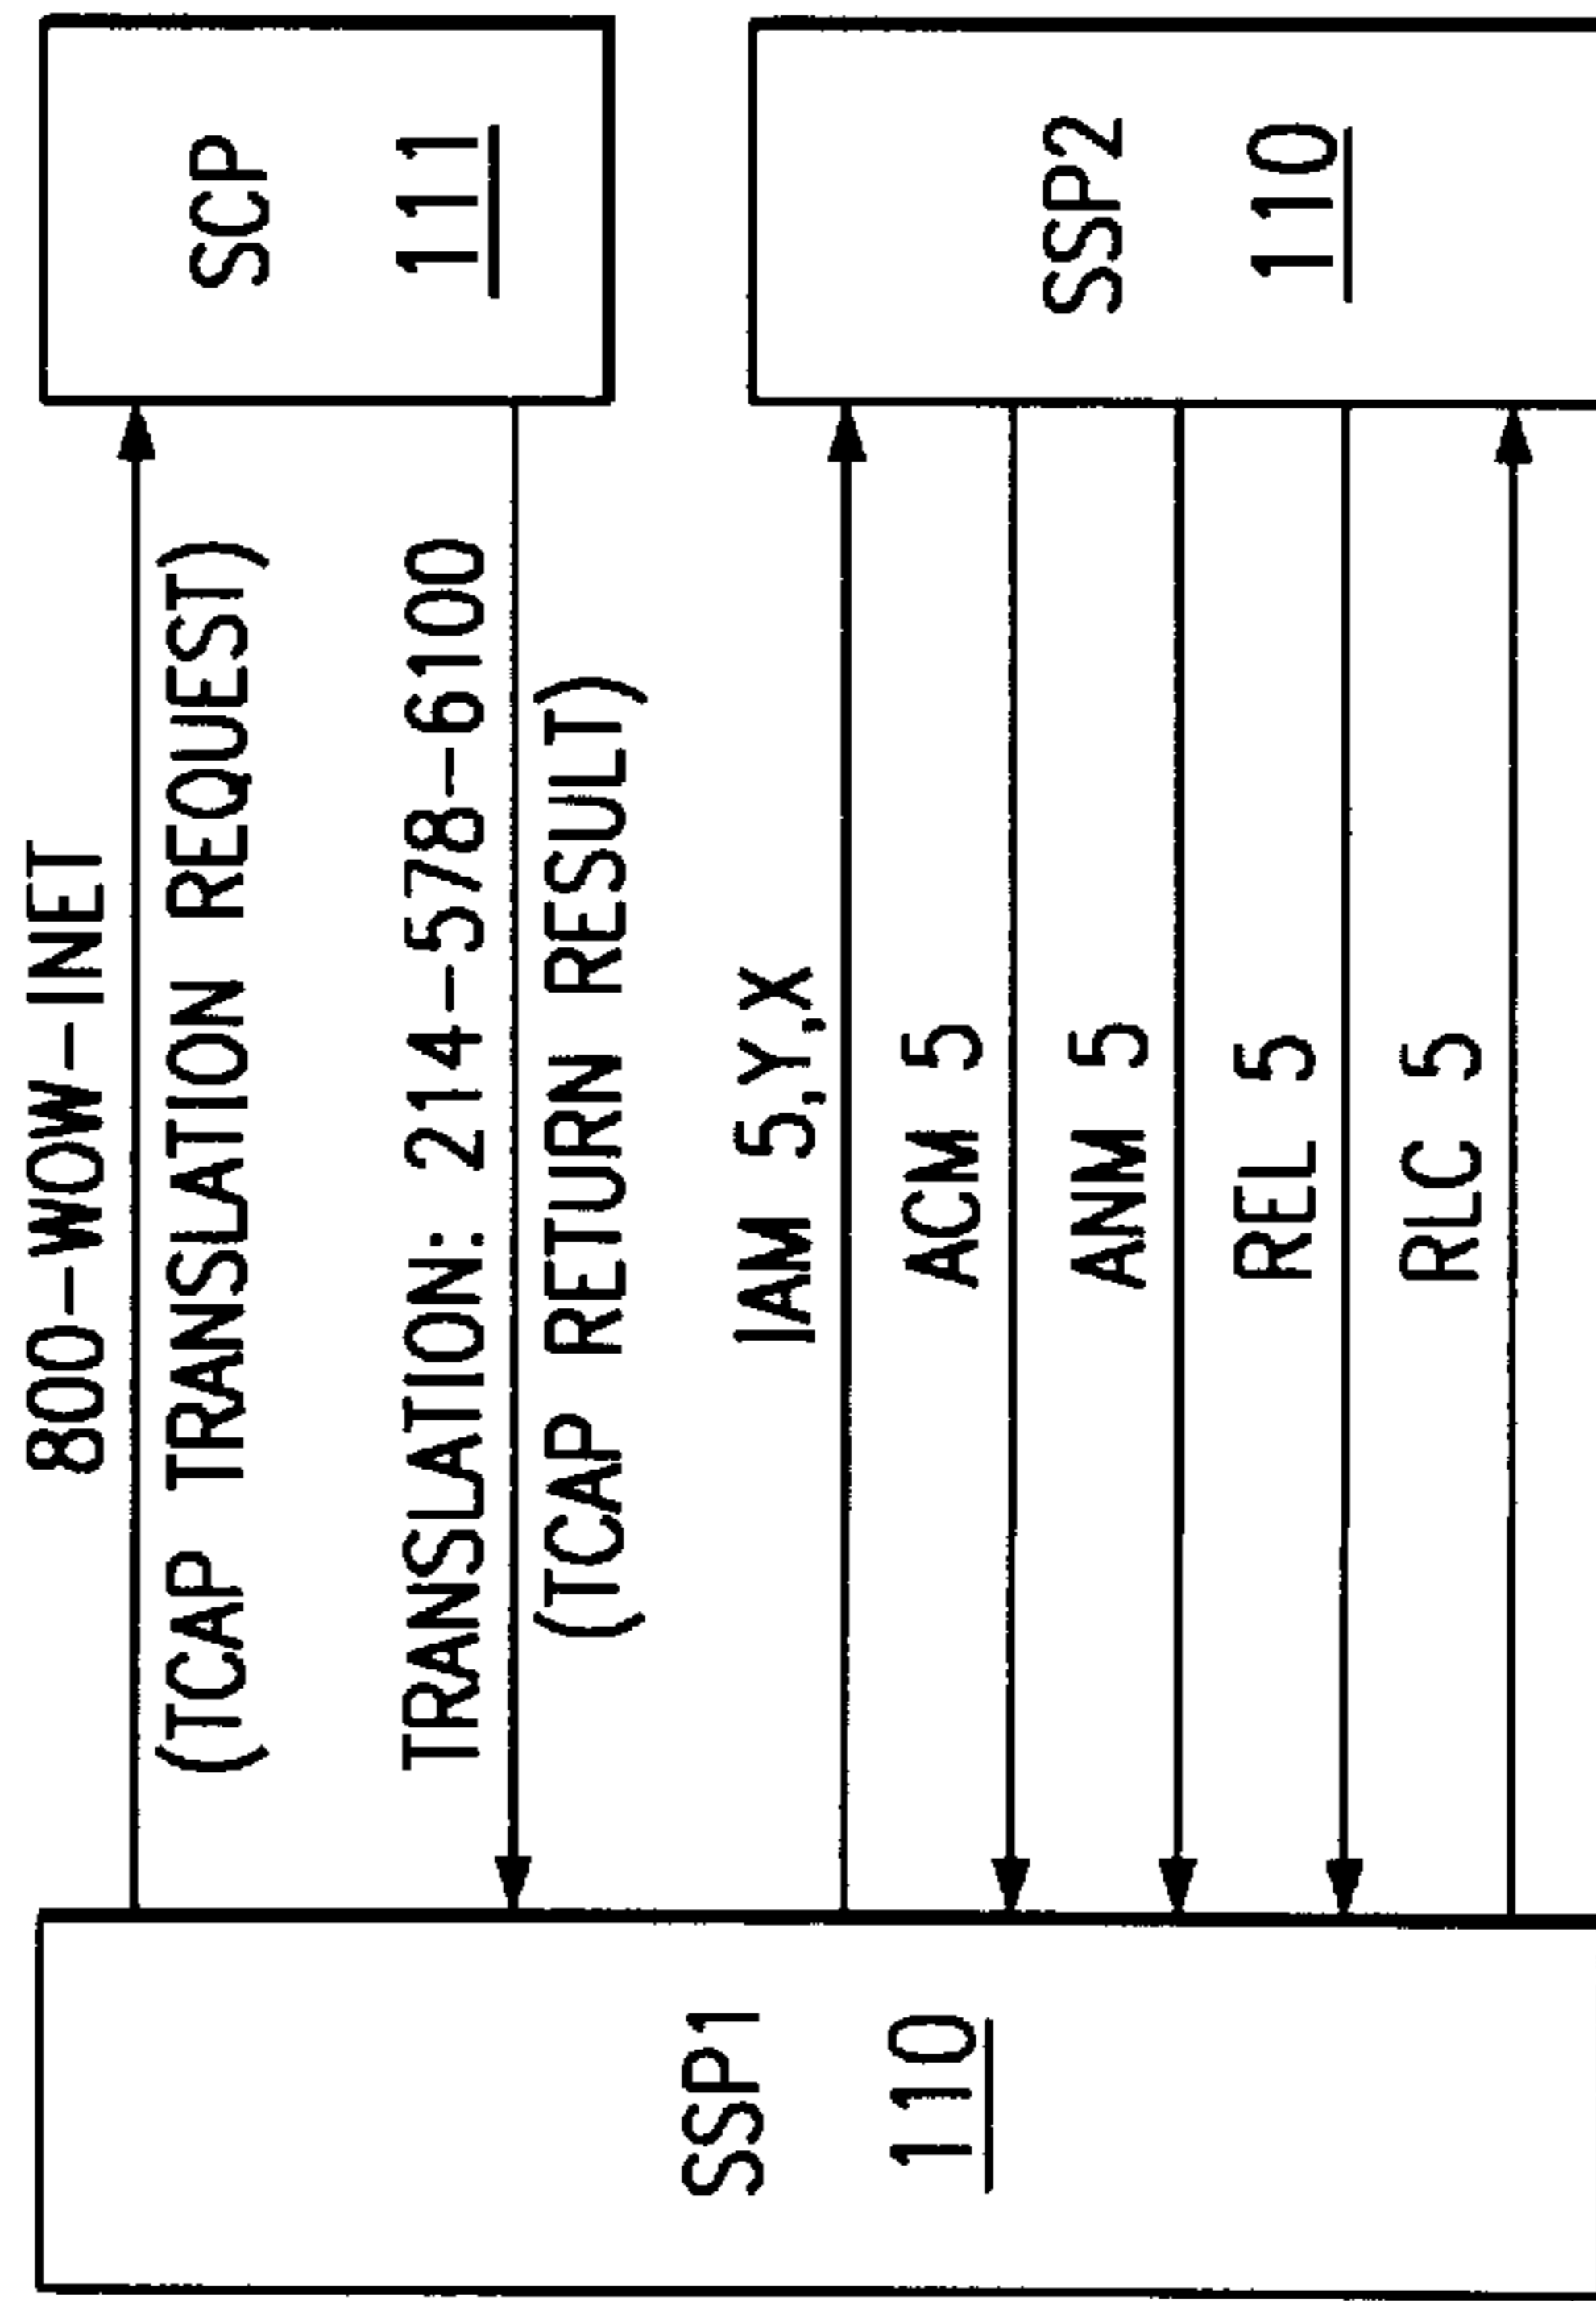 800-WOW-INET
(TCAP TRANSLATION REQUEST)
TRANSLATION: 214-578-6100
(TCAP RETURN RESULT)
SCP
111
SSP1
110
IAM 5,Y,X
ACM 5
ANM 5
REL 5
RLC 5
SSP2
110